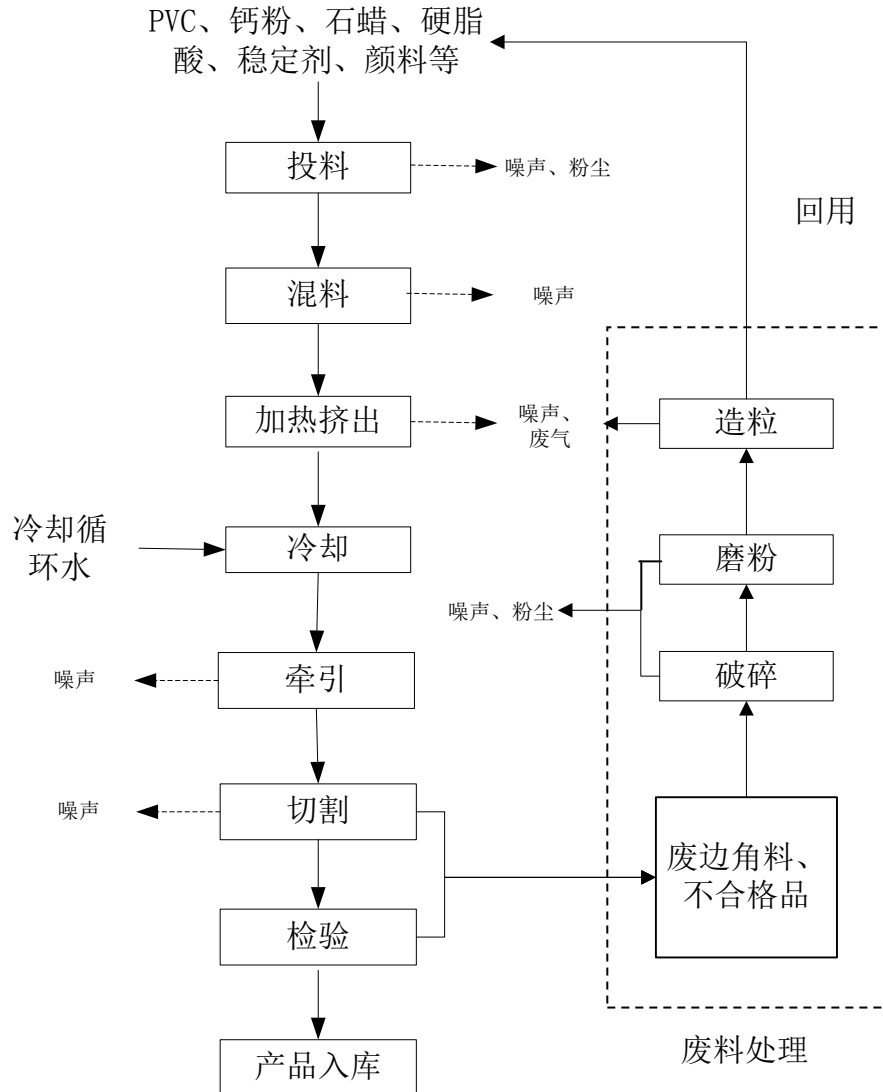 PVC、钙粉、石蜡、硬脂
酸、稳定剂、颜料等
投料
噪声、粉尘
回用
混料
噪声
加热挤出
噪声、
废气
造粒
冷却循
环水
冷却
磨粉
噪声、粉尘
破碎
噪声
牵引
噪声
切割
废边角料、
不合格品
检验
产品入库
废料处理